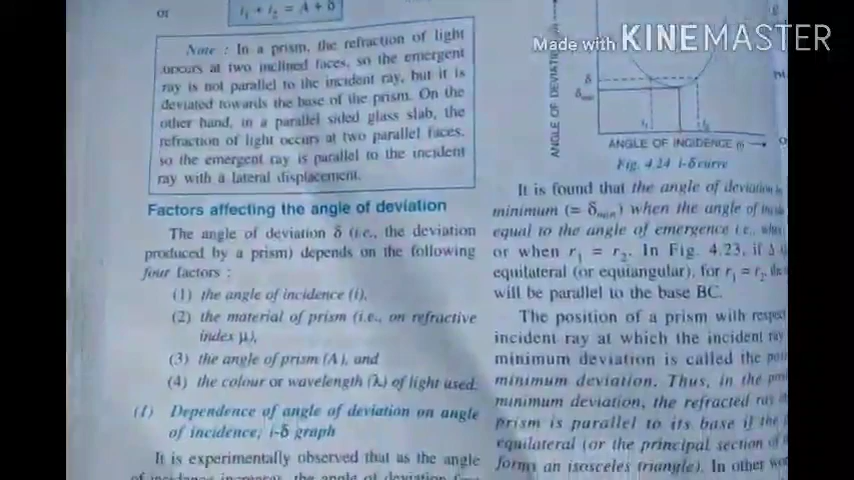 or
i₁ + i₂ = A + δ
Note : In a prism, the refraction of light
occurs at two inclined faces, so the emergent
ray is not parallel to the incident ray, but it is
deviated towards the base of the prism. On the
other hand, in a parallel sided glass slab, the
refraction of light occurs at two parallel faces,
so the emergent ray is parallel to the incident
ray with a lateral displacement.
Factors affecting the angle of deviation
The angle of deviation δ (i.e., the deviation
produced by a prism) depends on the following
four factors :
(1) the angle of incidence (i),
(2) the material of prism (i.e., on refractive
index μ),
(3) the angle of prism (A), and
(4) the colour or wavelength (λ) of light used.
(1) Dependence of angle of deviation on angle
of incidence; i-δ graph
It is experimentally observed that as the angle
of incidence increases, the angle of deviation
Made with KINEMASTER
ANGLE OF DEVIATION
δ
δmin
i₁ i₂
ANGLE OF INCIDENCE (i)
Fig. 4.24 i-δ curve
It is found that the angle of deviation is
minimum (= δmin) when the angle of
equal to the angle of emergence i.e., when
or when r₁ = r₂. In Fig. 4.23, if Δ
equilateral (or equiangular), for r₁ = r₂,
will be parallel to the base BC.
The position of a prism with respect
incident ray at which the incident ray
minimum deviation is called the
minimum deviation. Thus, in the
minimum deviation, the refracted ray
prism is parallel to its base if the
equilateral (or the principal section of
forms an isosceles triangle). In other